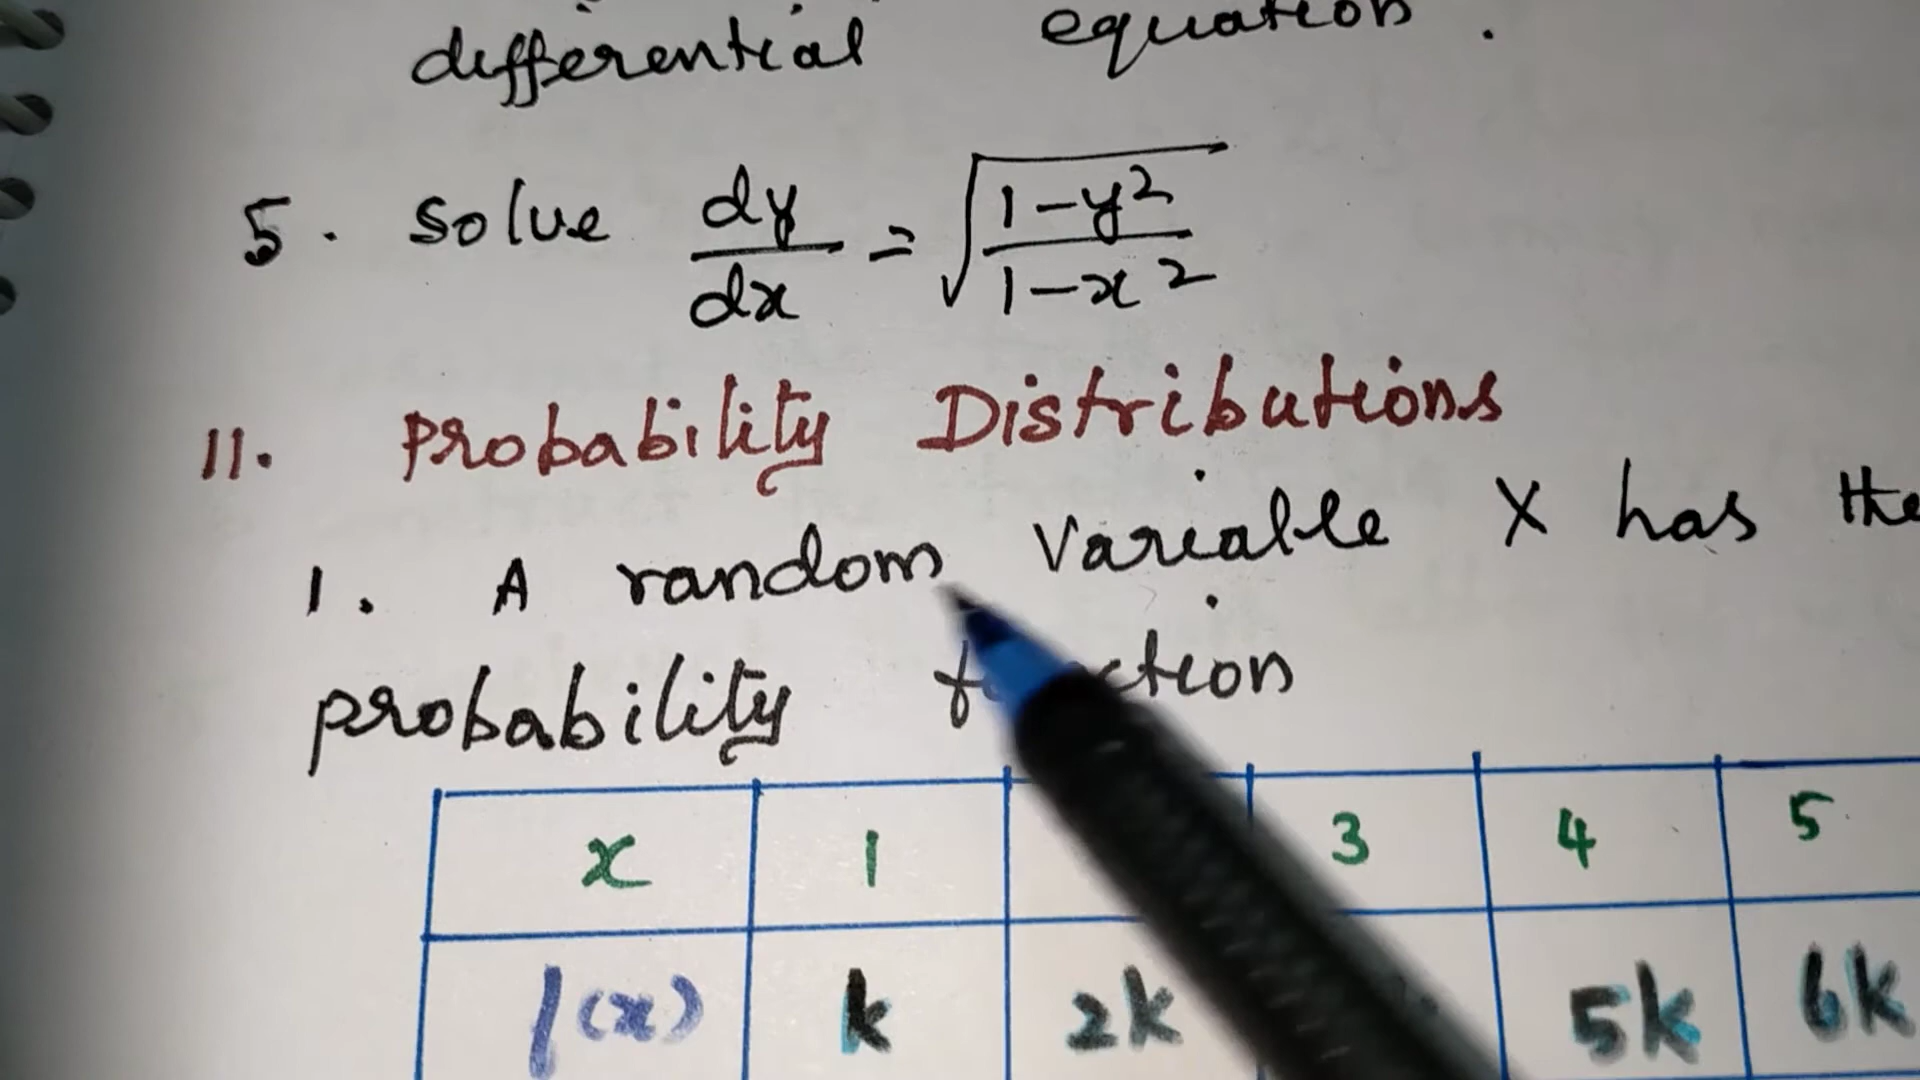 differential equation.
5. solve dy/dx = √(1-y²/1-x²)
11. Probability Distributions
1. A random variable X has the
probability
x 1 3 4 5
f(x) k 2k 5k 6k